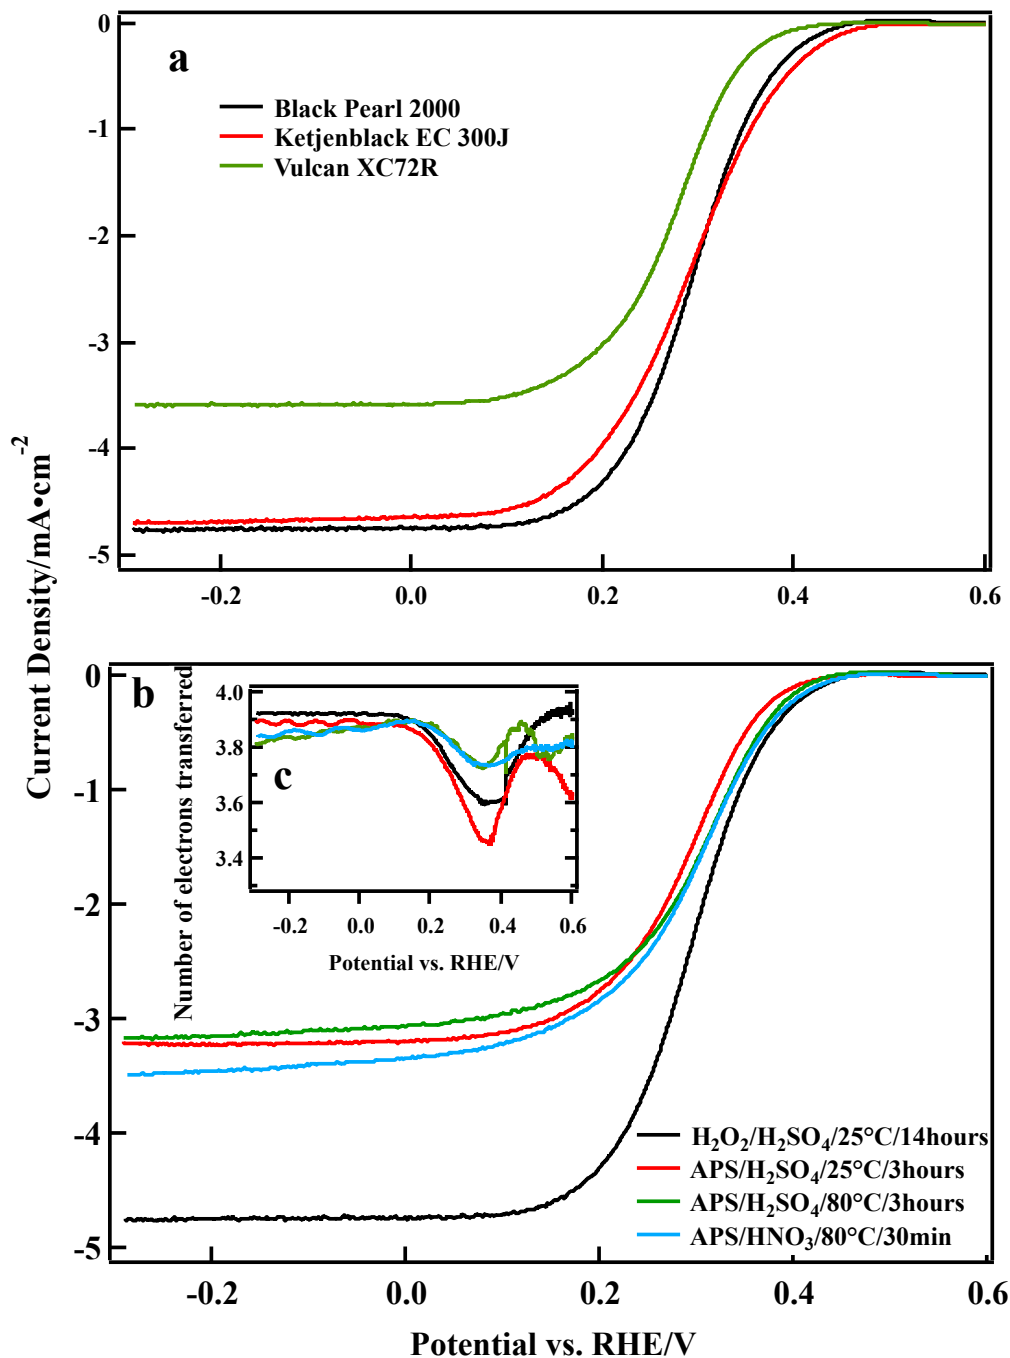 0
a
Black Pearl 2000
Ketjenblack EC 300J
Vulcan XC72R
-1
-2
-3
-4
-5
-0.2 0.0 0.2 0.4 0.6
Current Density/mA•cm⁻²
b
0
-1
-2
-3
-4
-5
Number of electrons transferred
4.0
3.8
3.6
3.4
c
-0.2 0.0 0.2 0.4 0.6
Potential vs. RHE/V
H₂O₂/H₂SO₄/25°C/14hours
APS/H₂SO₄/25°C/3hours
APS/H₂SO₄/80°C/3hours
APS/HNO₃/80°C/30min
-0.2 0.0 0.2 0.4 0.6
Potential vs. RHE/V